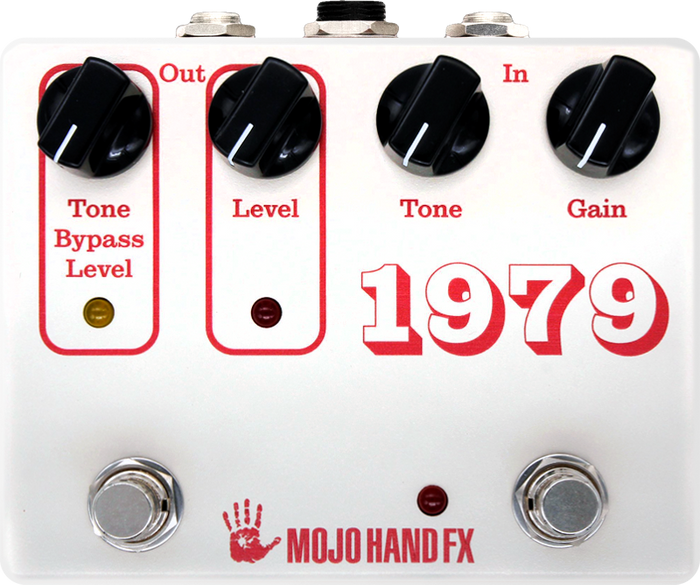 Out
In
Tone
Bypass
Level
Level
Tone
Gain
1979
MOJO HAND FX